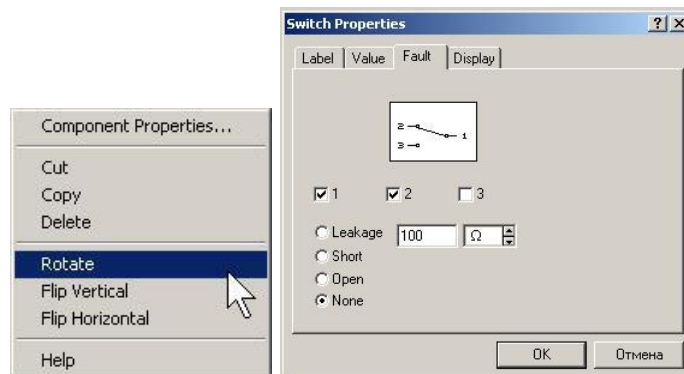 Component Properties...
Cut
Copy
Delete
Rotate
Flip Vertical
Flip Horizontal
Help
Switch Properties
Label Value Fault Display
2
1
3
1 2 3
Leakage 100 Ω
Short
Open
None
OK Отмена